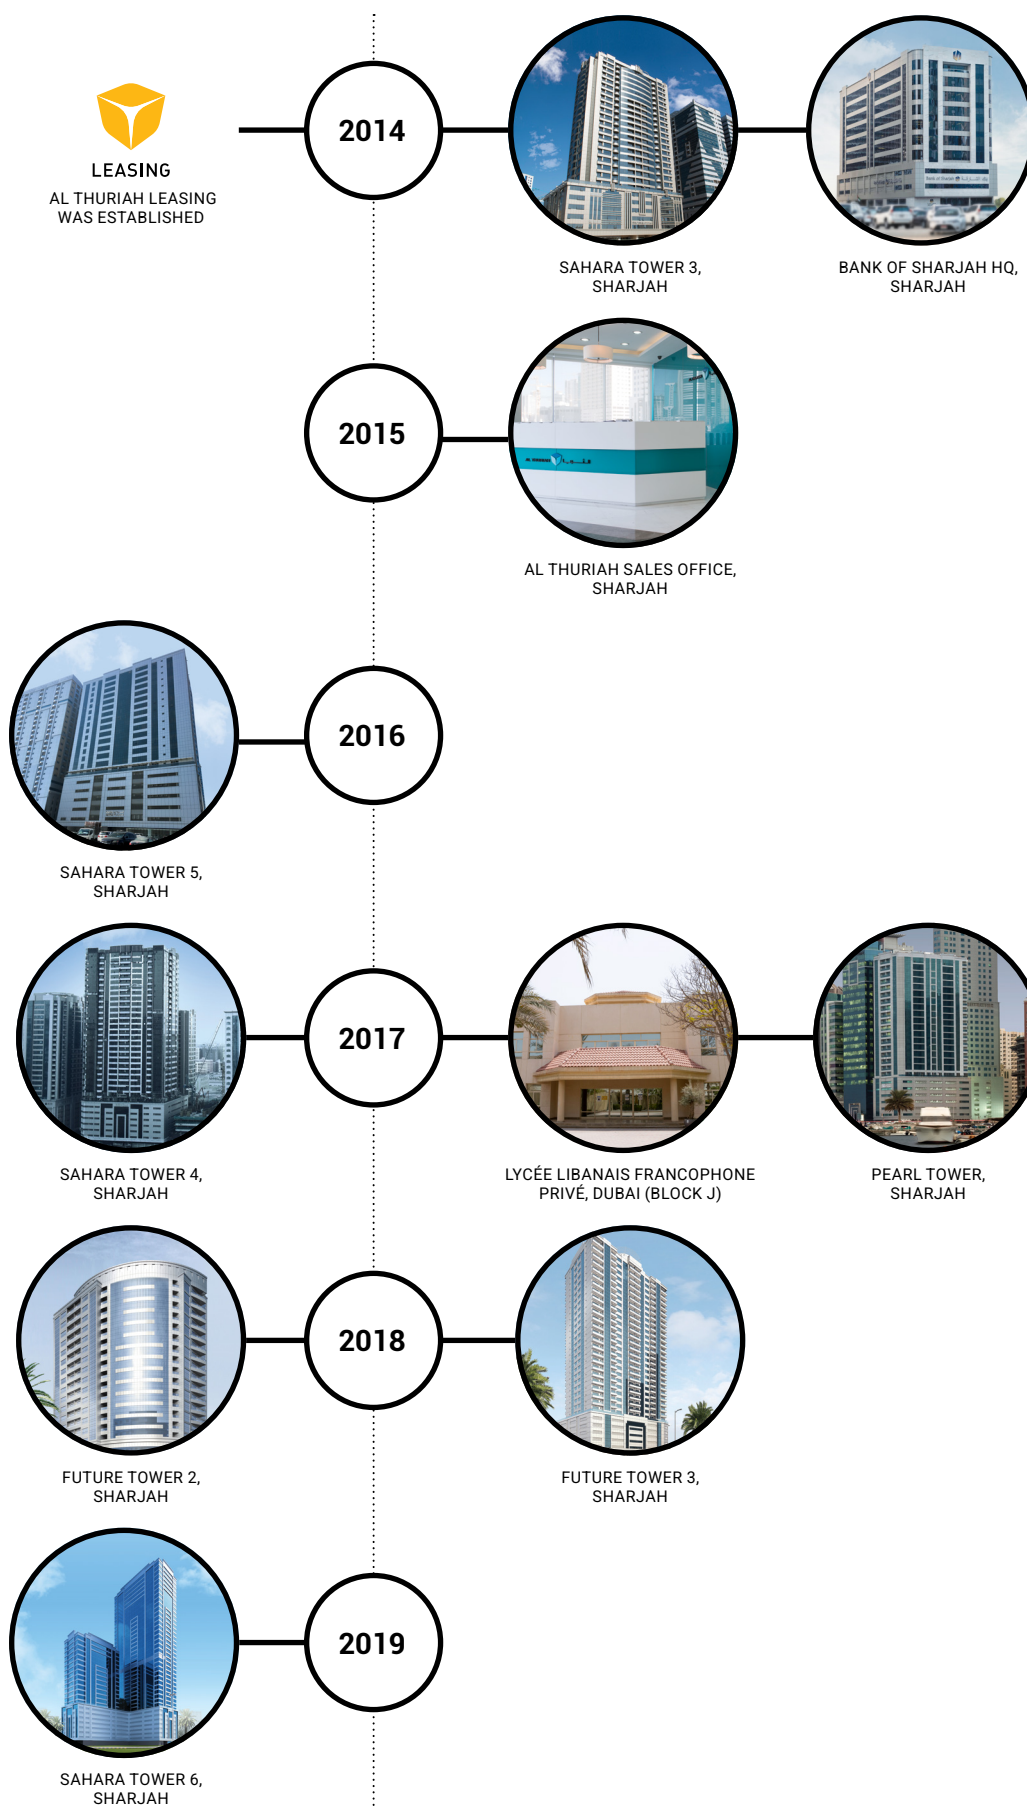 LEASING
AL THURIAH LEASING
WAS ESTABLISHED
2014
SAHARA TOWER 3,
SHARJAH
BANK OF SHARJAH HQ,
SHARJAH
2015
AL THURIAH SALES OFFICE,
SHARJAH
2016
SAHARA TOWER 5,
SHARJAH
2017
SAHARA TOWER 4,
SHARJAH
LYCÉE LIBANAIS FRANCOPHONE
PRIVÉ, DUBAI (BLOCK J)
PEARL TOWER,
SHARJAH
2018
FUTURE TOWER 2,
SHARJAH
FUTURE TOWER 3,
SHARJAH
2019
SAHARA TOWER 6,
SHARJAH